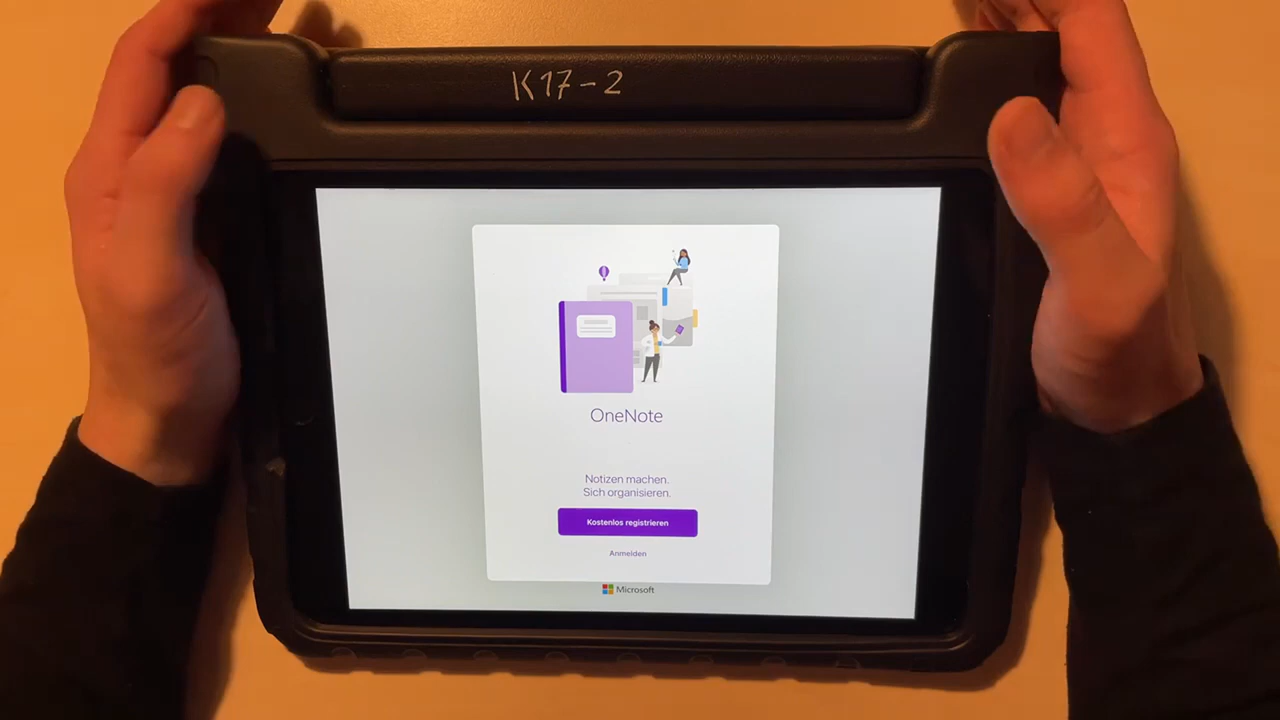 K17-2
OneNote
Notizen machen.
Sich organisieren.
Kostenlos registrieren
Anmelden
Microsoft